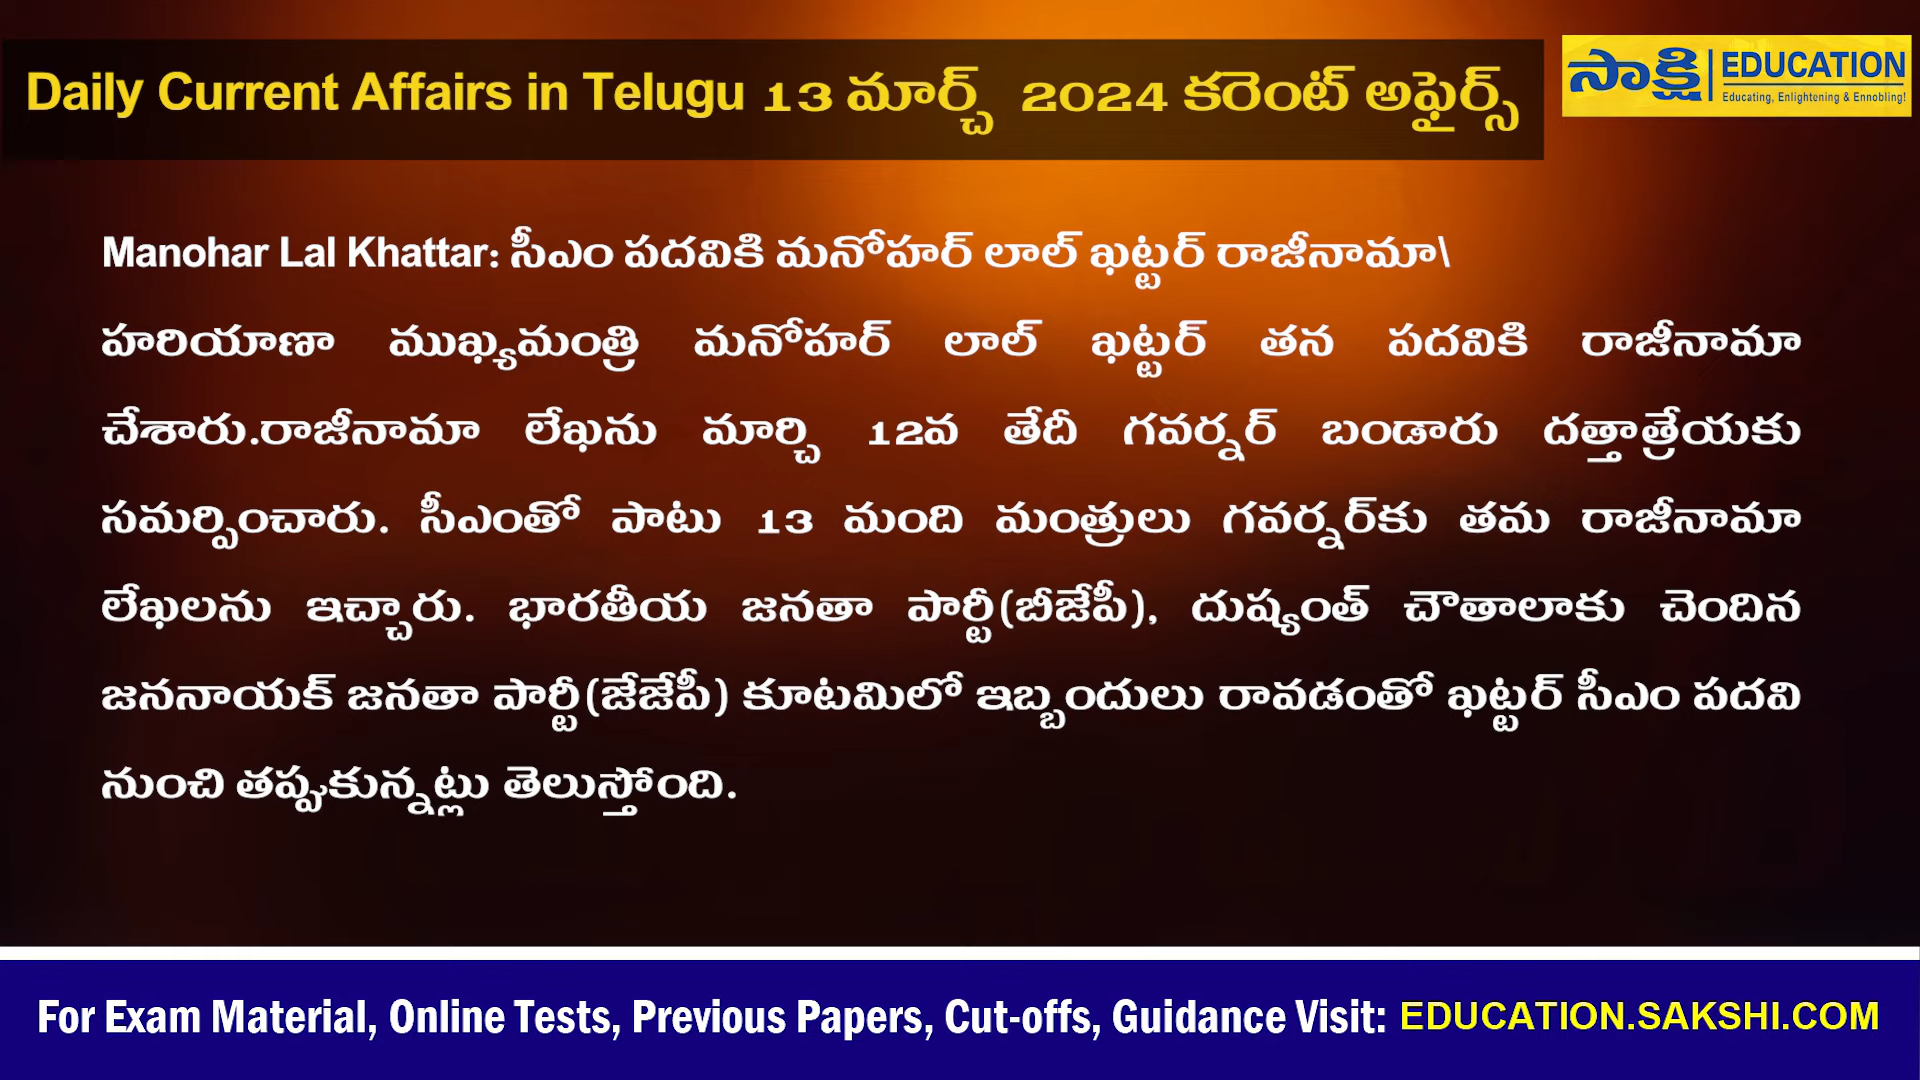 Daily Current Affairs in Telugu 13 మార్చ్ 2024 కరెంట్ అఫైర్స్
సాక్షి EDUCATION
Educating, Enlightening & Ennobling!
Manohar Lal Khattar: సీఎం పదవికి మనోహర్ లాల్ ఖట్టర్ రాజీనామా\
హరియాణా ముఖ్యమంత్రి మనోహర్ లాల్ ఖట్టర్ తన పదవికి రాజీనామా
చేశారు.రాజీనామా లేఖను మార్చి 12వ తేదీ గవర్నర్ బండారు దత్తాత్రేయకు
సమర్పించారు. సీఎంతో పాటు 13 మంది మంత్రులు గవర్నర్‌కు తమ రాజీనామా
లేఖలను ఇచ్చారు. భారతీయ జనతా పార్టీ(బీజేపీ), దుష్యంత్ చౌతాలాకు చెందిన
జననాయక్ జనతా పార్టీ(జేజేపీ) కూటమిలో ఇబ్బందులు రావడంతో ఖట్టర్ సీఎం పదవి
నుంచి తప్పుకున్నట్లు తెలుస్తోంది.
For Exam Material, Online Tests, Previous Papers, Cut-offs, Guidance Visit: EDUCATION.SAKSHI.COM